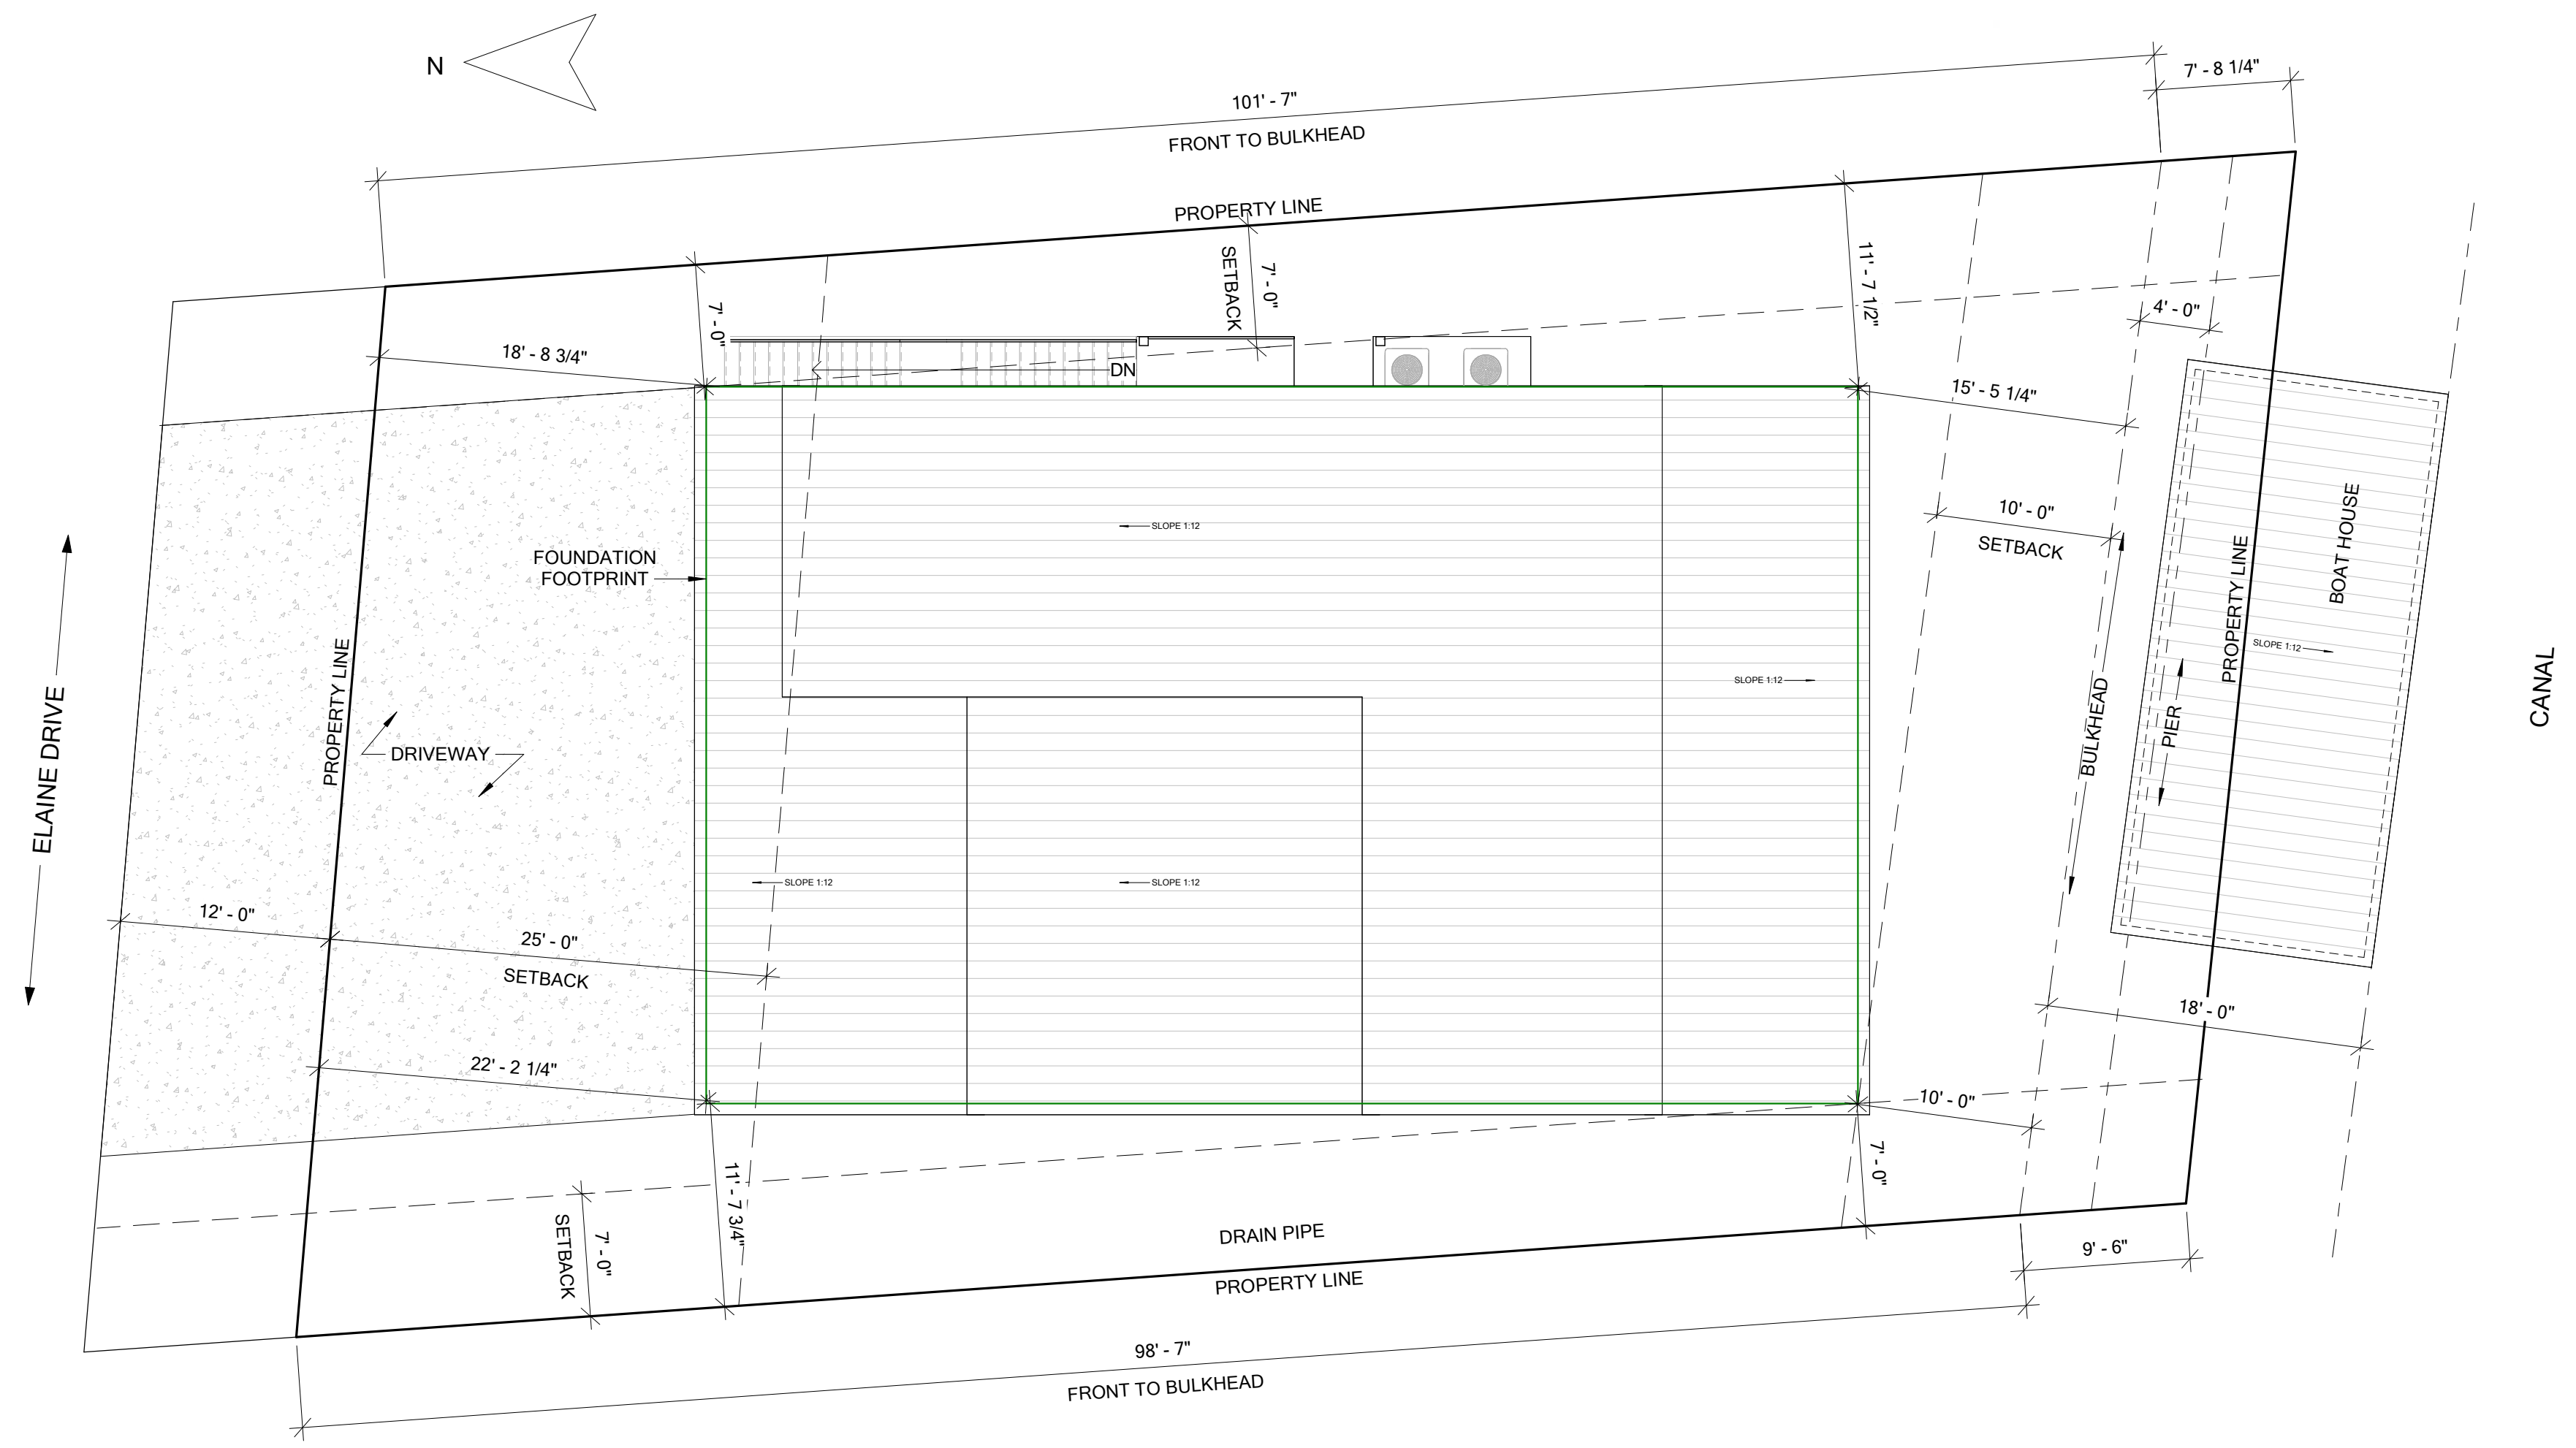 N
101' - 7"
FRONT TO BULKHEAD
7' - 8 1/4"
PROPERTY LINE
SETBACK
7' - 0"
11' - 7 1/2"
7' - 0"
18' - 8 3/4"
DN
4' - 0"
15' - 5 1/4"
10' - 0"
SETBACK
SLOPE 1:12
FOUNDATION
FOOTPRINT
BOAT HOUSE
PROPERTY LINE
SLOPE 1:12
SLOPE 1:12
CANAL
PIER
BULKHEAD
ELAINE DRIVE
PROPERTY LINE
DRIVEWAY
SLOPE 1:12
SLOPE 1:12
12' - 0"
25' - 0"
SETBACK
18' - 0"
22' - 2 1/4"
10' - 0"
11' - 7 3/4"
7' - 0"
SETBACK
7' - 0"
DRAIN PIPE
PROPERTY LINE
9' - 6"
98' - 7"
FRONT TO BULKHEAD